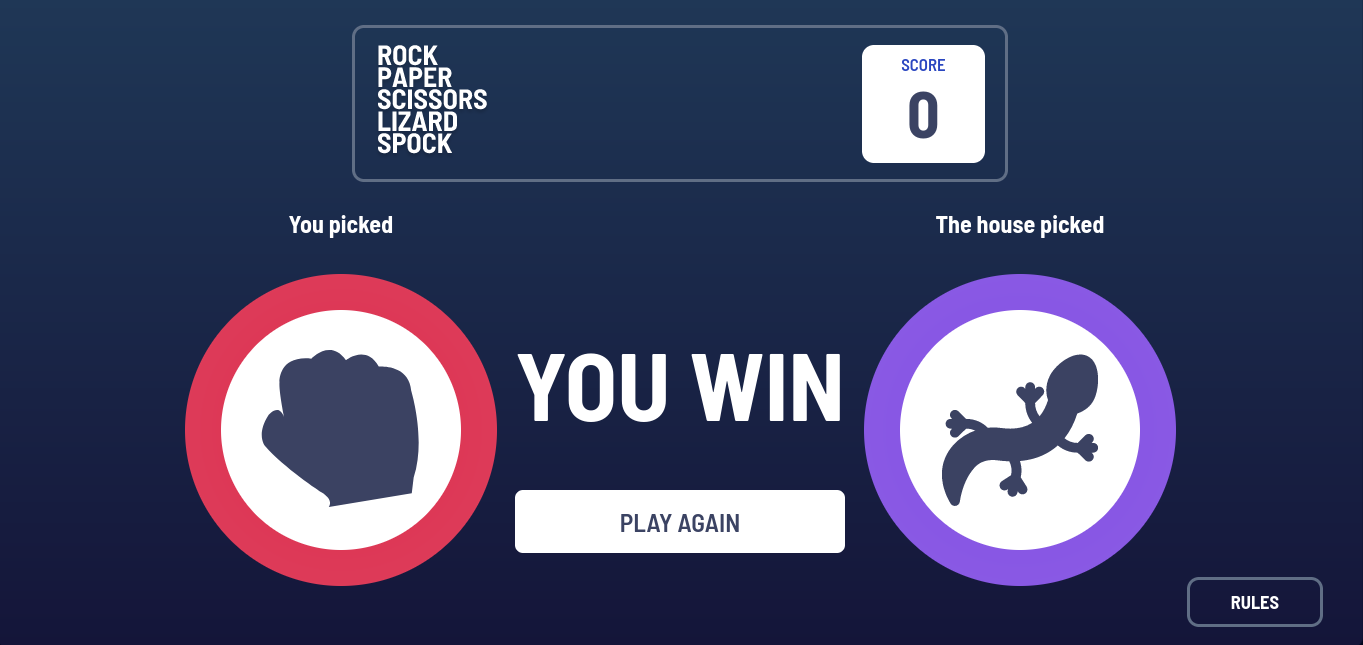 ROCK
PAPER
SCISSORS
LIZARD
SPOCK
SCORE
0
You picked
The house picked
YOU WIN
PLAY AGAIN
RULES